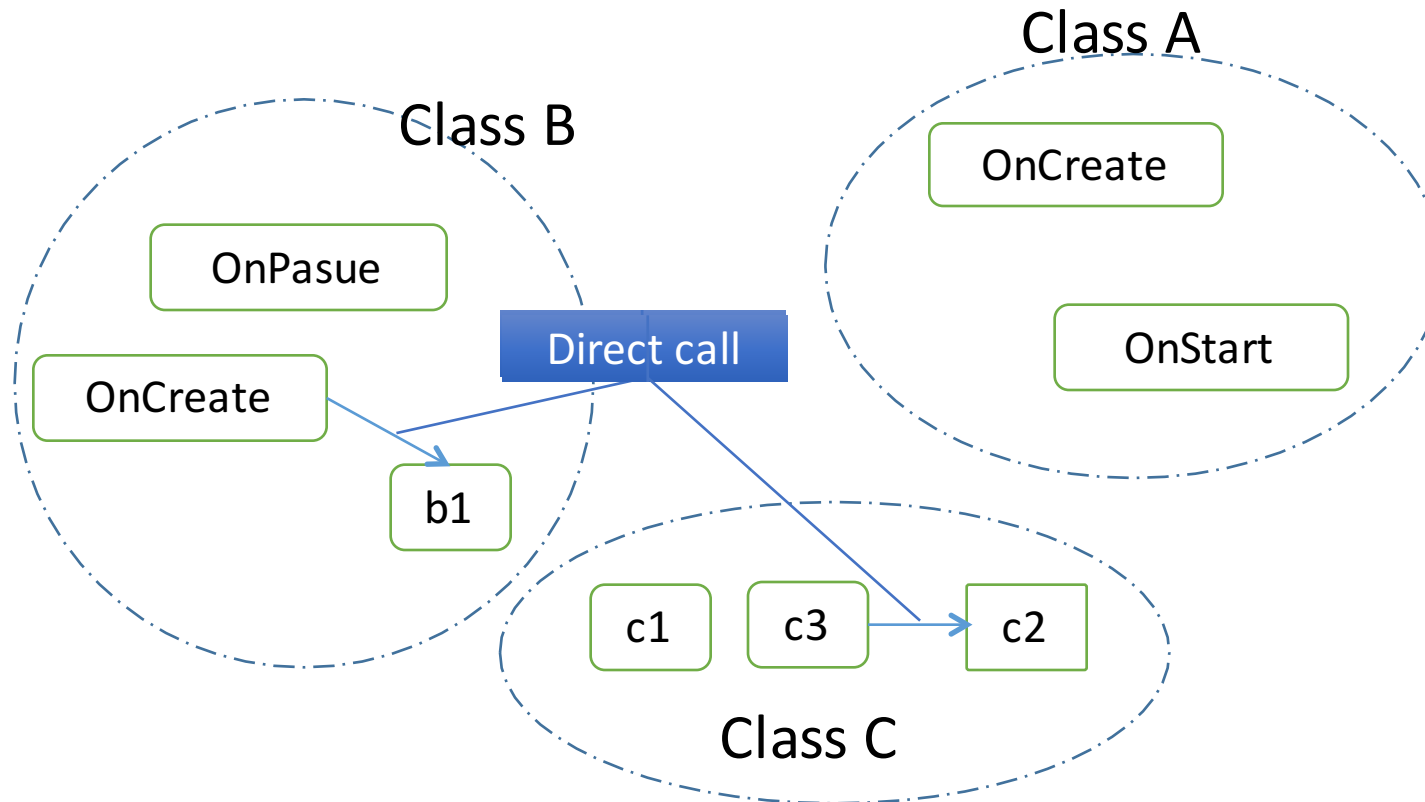 Class A
Class B
OnCreate
OnPasue
Direct call
OnStart
OnCreate
b1
c1
c3
c2
Class C